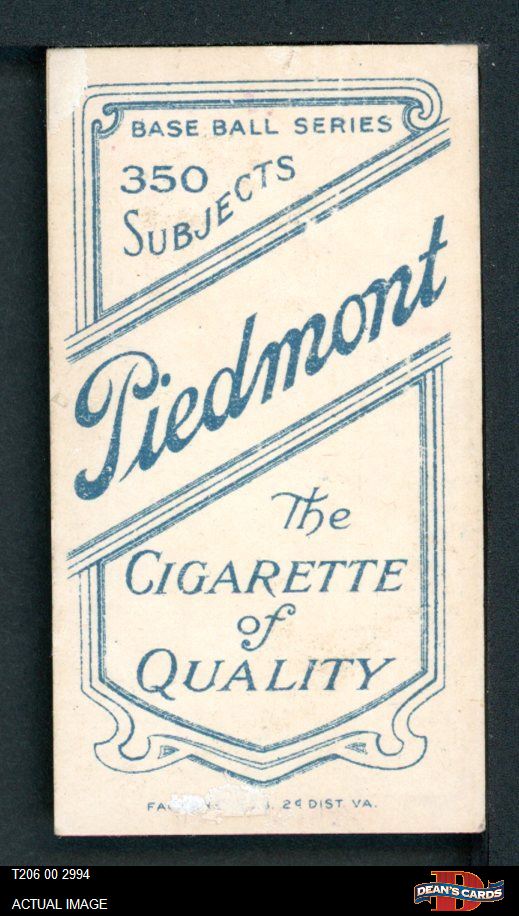 BASE BALL SERIES
350
SUBJECTS
Piedmont
The
CIGARETTE
of
QUALITY
2¢ DIST. VA.
T206 00 2994
ACTUAL IMAGE
DEAN'S CARDS